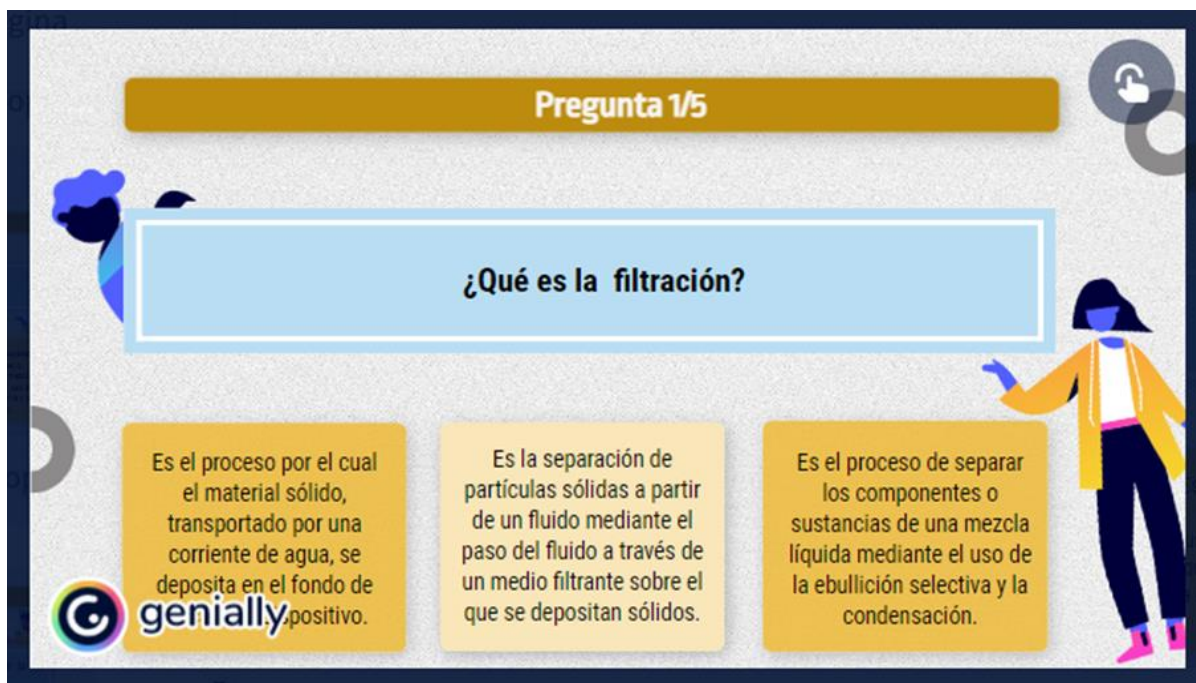 Pregunta 1/5
¿Qué es la filtración?
Es el proceso por el cual
el material sólido,
transportado por una
corriente de agua, se
deposita en el fondo de
positivo.
Es la separación de
partículas sólidas a partir
de un fluido mediante el
paso del fluido a través de
un medio filtrante sobre el
que se depositan sólidos.
Es el proceso de separar
los componentes o
sustancias de una mezcla
líquida mediante el uso de
la ebullición selectiva y la
condensación.
genially